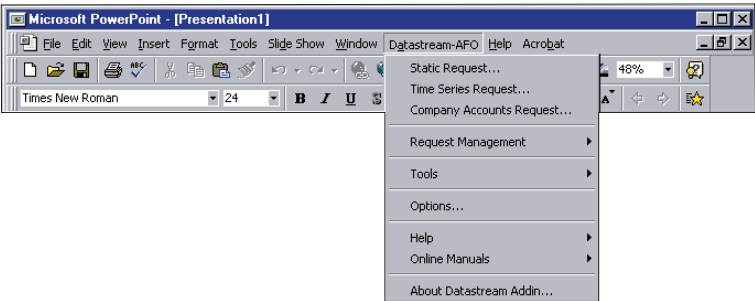 Microsoft PowerPoint - [Presentation1]
File Edit View Insert Format Tools Slide Show Window Datastream-AFO Help Acrobat
ABC 48%
Times New Roman 24 B I U S A
Static Request...
Time Series Request...
Company Accounts Request...
Request Management
Tools
Options...
Help
Online Manuals
About Datastream Addin...